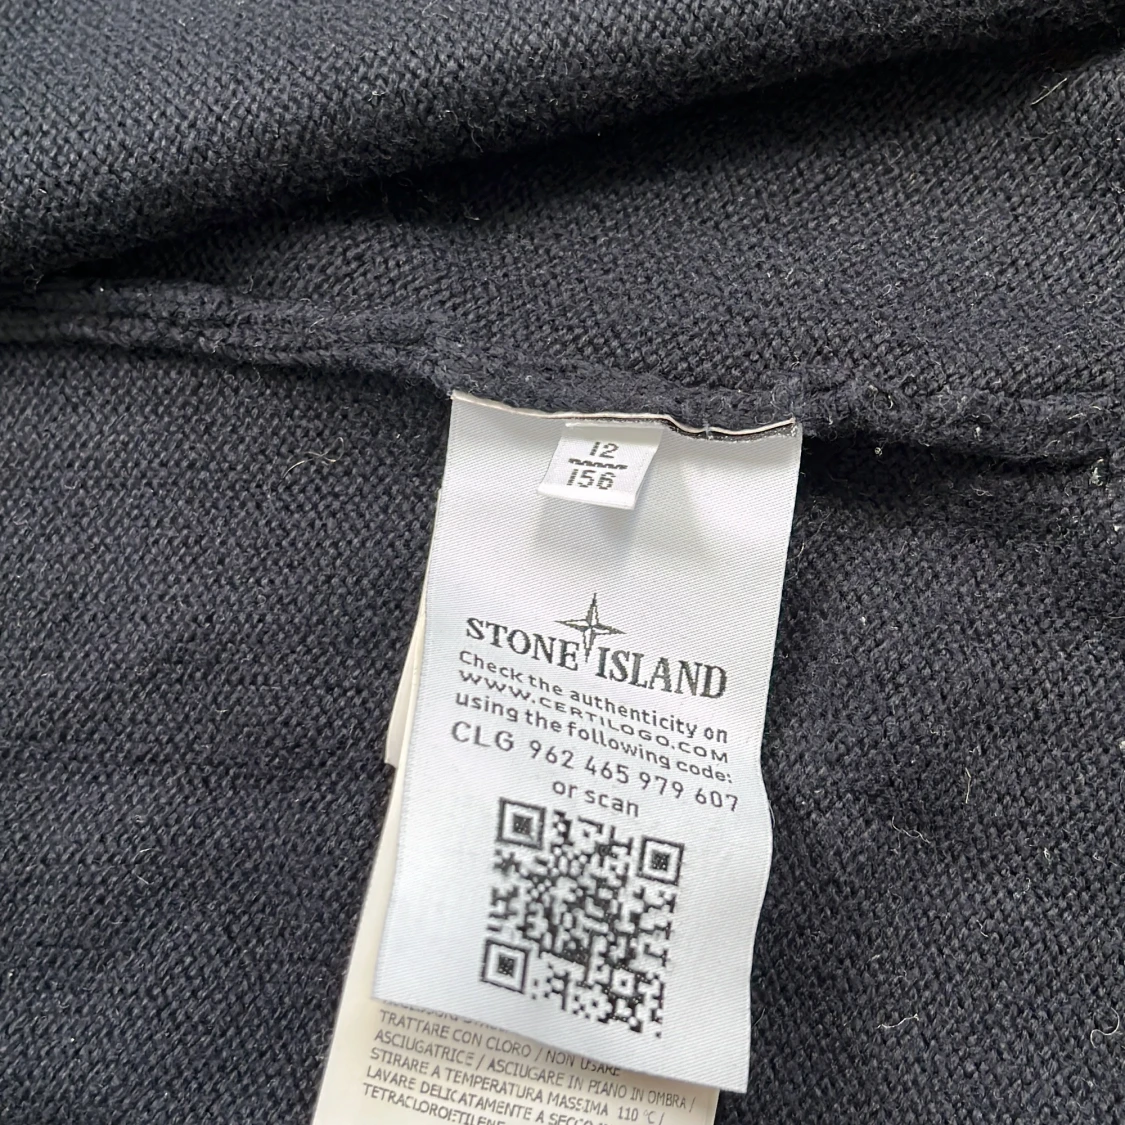 12
156
STONE ISLAND
Check the authenticity on
WWW.CERTILOGO.COM
using the following code:
CLG 962 465 979 607
or scan
TRATTARE CON CLORO / NON USARE
ASCIUGATRICE / ASCIUGARE IN PIANO IN OMBRA /
STIRARE A TEMPERATURA MASSIMA 110 °C /
LAVARE DELICATAMENTE A SECCO
TETRACLOROETILENE